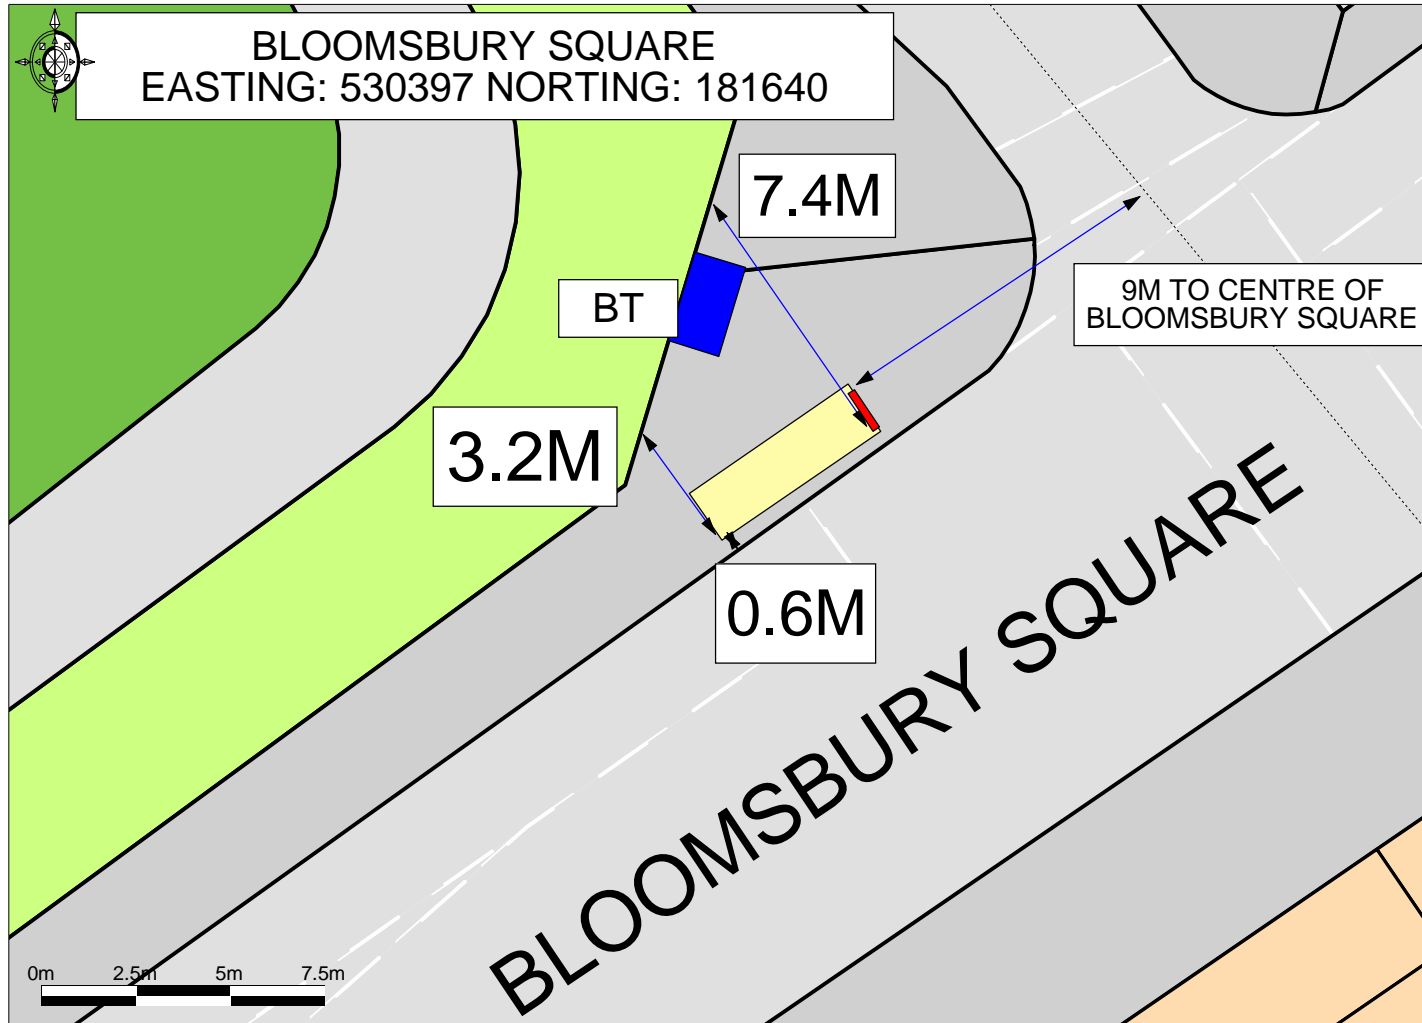 BLOOMSBURY SQUARE
EASTING: 530397 NORTING: 181640
7.4M
9M TO CENTRE OF
BLOOMSBURY SQUARE
BT
3.2M
0.6M
BLOOMSBURY SQUARE
0m 2.5m 5m 7.5m